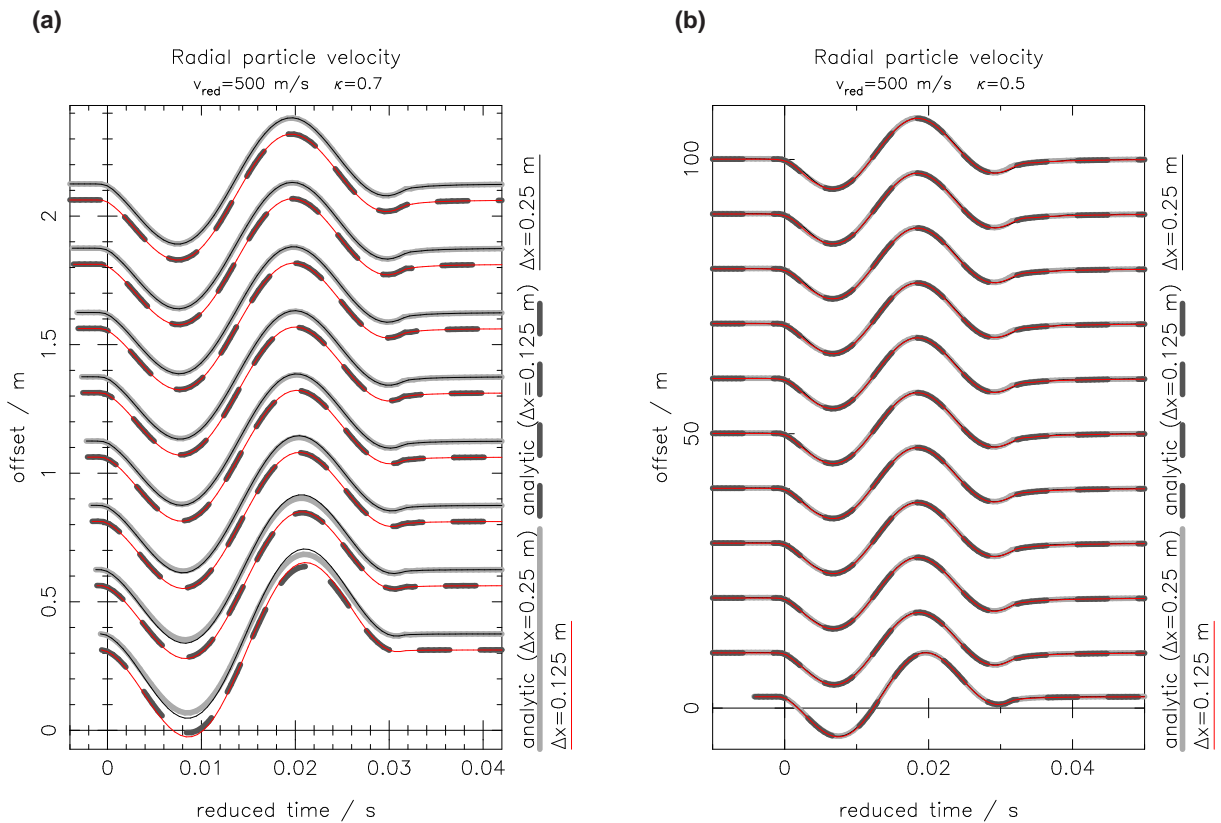 (a)
Radial particle velocity
v_red=500 m/s κ=0.7
offset / m
2
1.5
1
0.5
0
0
0.01
0.02
0.03
0.04
reduced time / s
analytic (Δx=0.25 m)
analytic (Δx=0.125 m)
Δx=0.25 m
Δx=0.125 m
(b)
Radial particle velocity
v_red=500 m/s κ=0.5
offset / m
100
50
0
0
0.02
0.04
reduced time / s
analytic (Δx=0.25 m)
analytic (Δx=0.125 m)
Δx=0.25 m
Δx=0.125 m